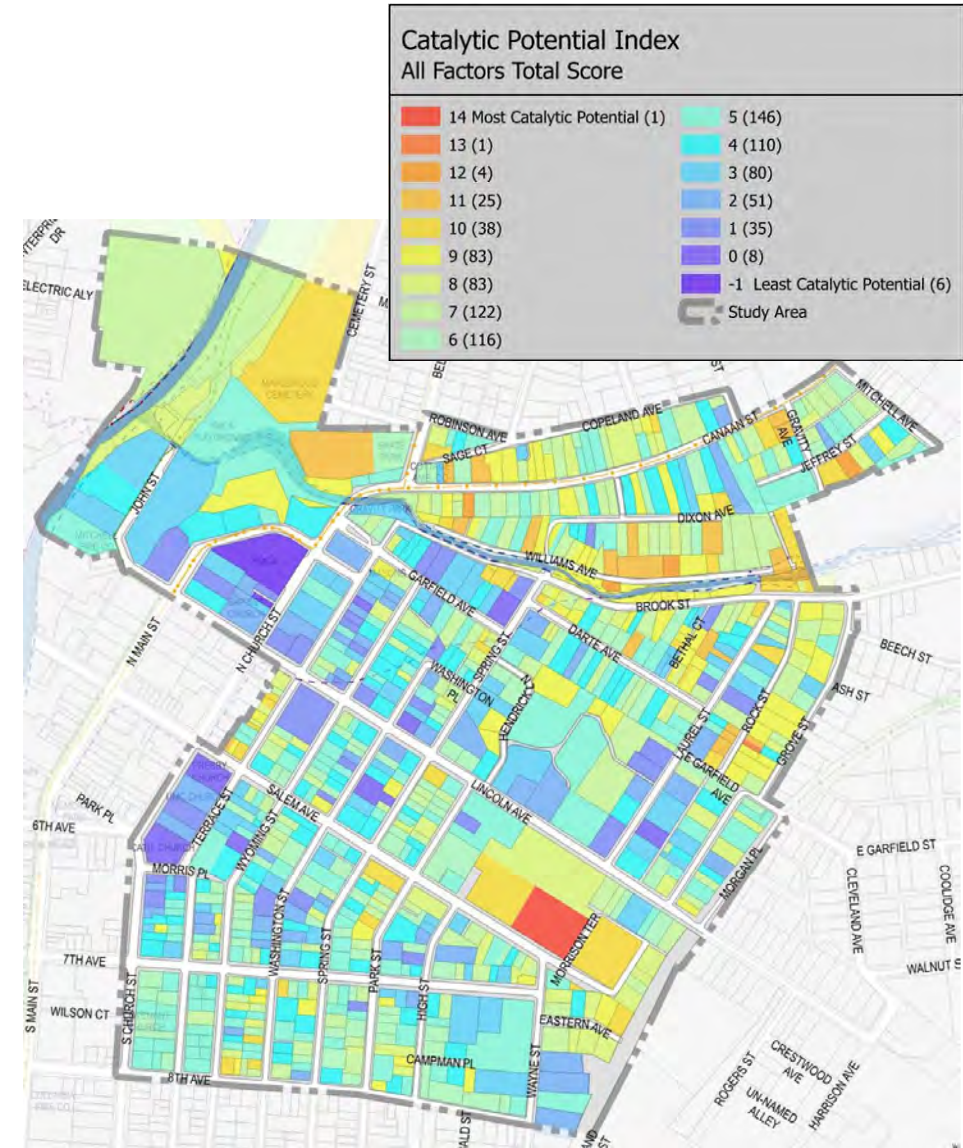 Catalytic Potential Index
All Factors Total Score
14 Most Catalytic Potential (1)
13 (1)
12 (4)
11 (25)
10 (38)
9 (83)
8 (83)
7 (122)
6 (116)
5 (146)
4 (110)
3 (80)
2 (51)
1 (35)
0 (8)
-1 Least Catalytic Potential (6)
Study Area
DR
ELECTRIC ALY
CEMETERY ST
ST
MITCHELL AVE
COPELAND AVE
ROBINSON AVE
SAGE CT
CANAAN ST
GRAVITY AVE
JEFFREY ST
JOHN ST
DIXON AVE
WILLIAMS AVE
GARFIELD AVE
BROOK ST
N MAIN ST
N CHURCH ST
SPRING ST
DARTE AVE
BETHAL CT
BEECH ST
WASHINGTON PL
ASH ST
LAUREL ST
ROCK ST
GROVE ST
E GARFIELD AVE
LINCOLN AVE
SALEM AVE
PARK PL
6TH AVE
TERRACE ST
WYOMING ST
MORRIS PL
MORGAN PL
E GARFIELD ST
CLEVELAND AVE
COOLIDGE AVE
WASHINGTON ST
SPRING ST
PARK ST
MORRISON TER
7TH AVE
WALNUT S
S MAIN ST
WILSON CT
S CHURCH ST
HIGH ST
EASTERN AVE
CAMPMAN PL
WAYNE ST
8TH AVE
ROGERS ST
CRESTWOOD AVE
HARRISON AVE
UN-NAMED ALLEY
ALD ST